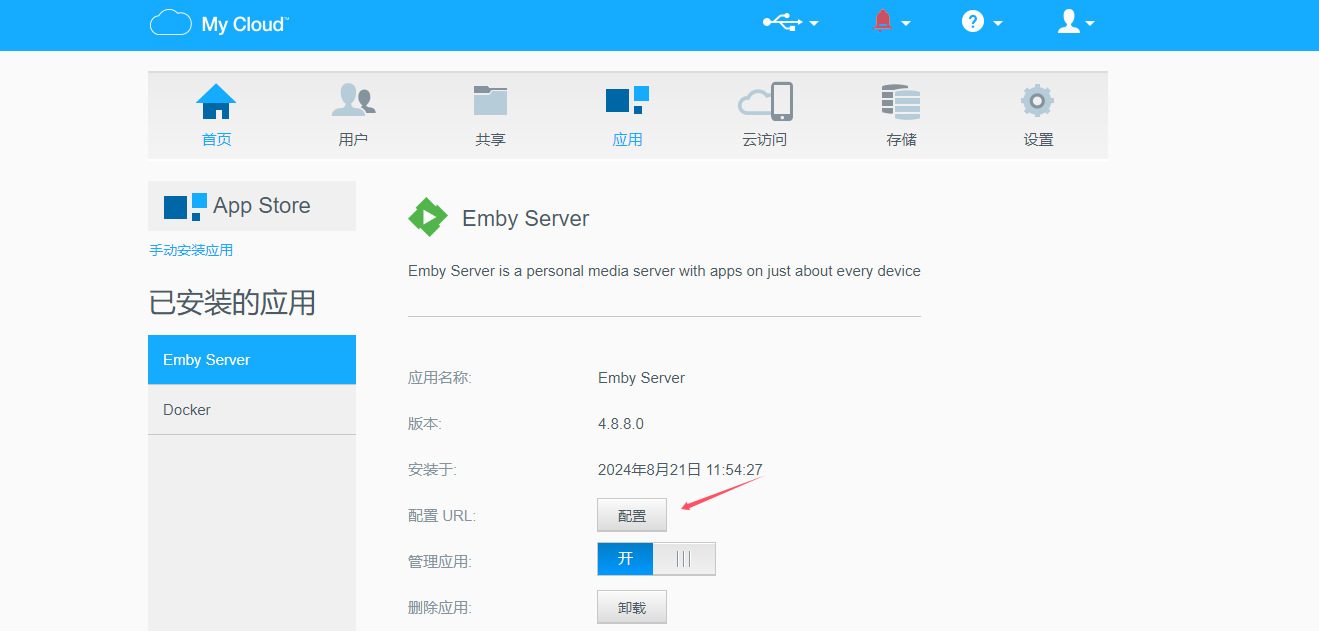 My Cloud™
首页
用户
共享
应用
云访问
存储
设置
App Store
手动安装应用
已安装的应用
Emby Server
Docker
Emby Server
Emby Server is a personal media server with apps on just about every device
应用名称: Emby Server
版本: 4.8.8.0
安装于: 2024年8月21日 11:54:27
配置 URL: 配置
管理应用: 开
删除应用: 卸载